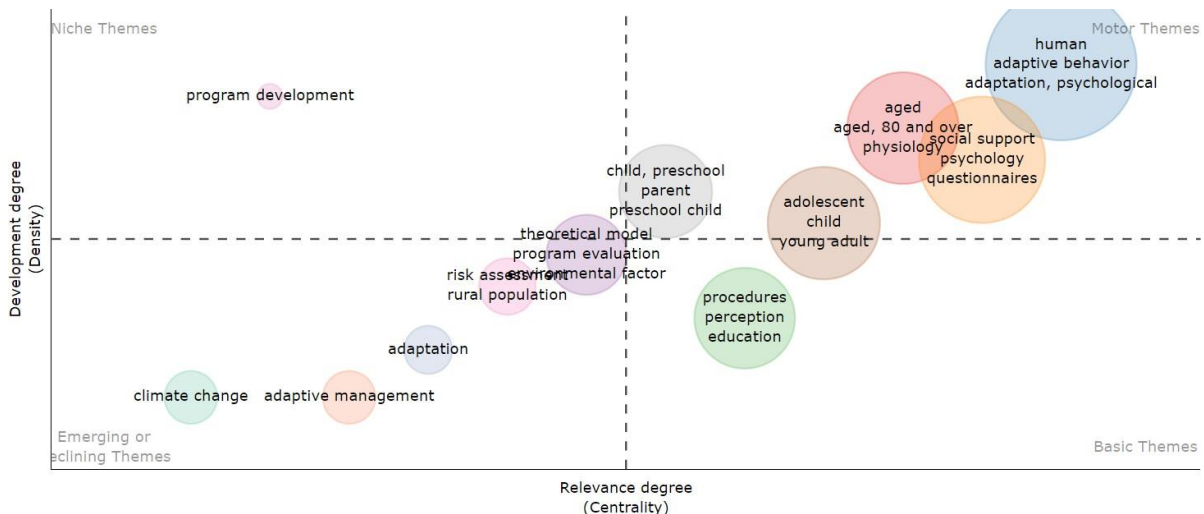 Niche Themes
Motor Themes
human
adaptive behavior
adaptation, psychological
program development
aged
aged, 80 and over
physiology
social support
psychology
questionnaires
child, preschool
parent
preschool child
adolescent
child
young adult
theoretical model
program evaluation
environmental factor
risk assessment
rural population
procedures
perception
education
adaptation
climate change
adaptive management
Emerging or
eclining Themes
Basic Themes
Development degree
(Density)
Relevance degree
(Centrality)